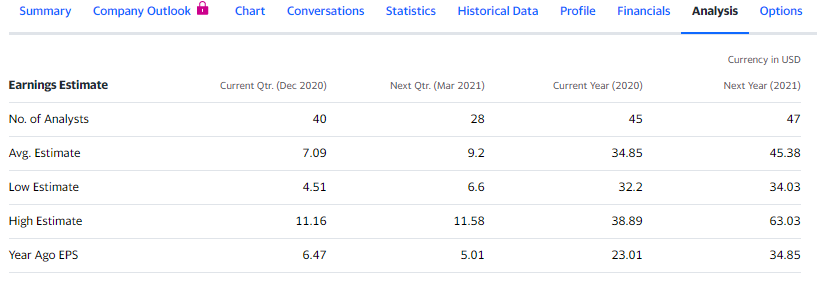 Summary Company Outlook Chart Conversations Statistics Historical Data Profile Financials Analysis Options
Currency in USD
Earnings Estimate Current Qtr. (Dec 2020) Next Qtr. (Mar 2021) Current Year (2020) Next Year (2021)
No. of Analysts 40 28 45 47
Avg. Estimate 7.09 9.2 34.85 45.38
Low Estimate 4.51 6.6 32.2 34.03
High Estimate 11.16 11.58 38.89 63.03
Year Ago EPS 6.47 5.01 23.01 34.85